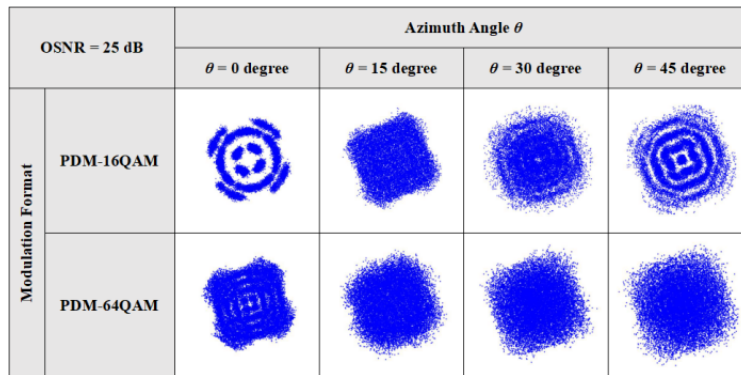 OSNR = 25 dB
Azimuth Angle θ
θ = 0 degree
θ = 15 degree
θ = 30 degree
θ = 45 degree
Modulation Format
PDM-16QAM
PDM-64QAM